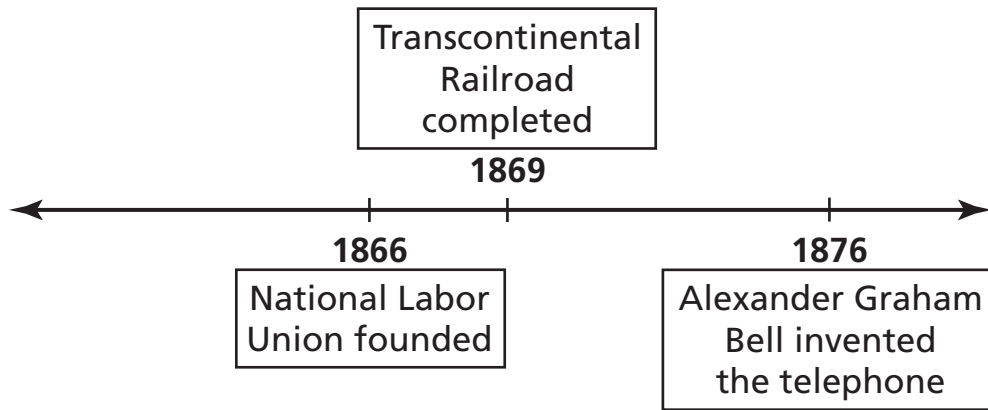 Transcontinental
Railroad
completed
1869
1866
National Labor
Union founded
1876
Alexander Graham
Bell invented
the telephone